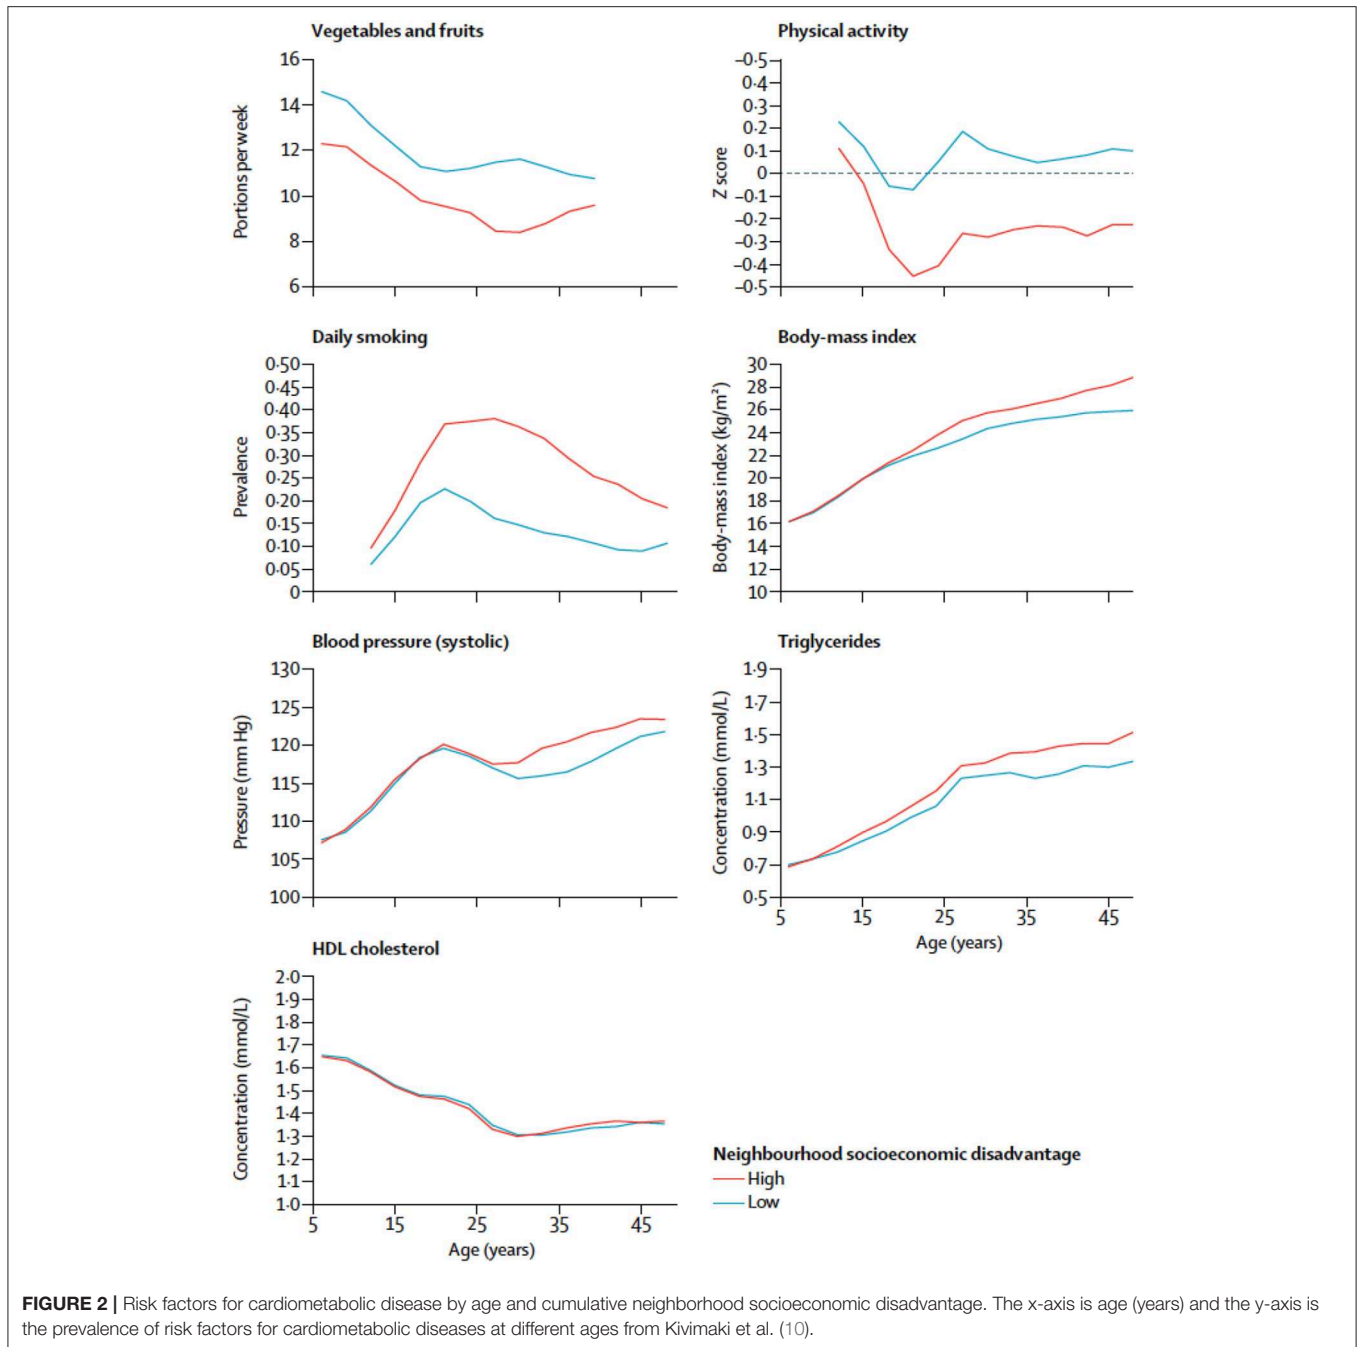 Vegetables and fruits
16
14
12
10
8
6
Portions per week
Physical activity
–0·5
0·4
0·3
0·2
0·1
0
–0·1
–0·2
–0·3
–0·4
–0·5
Z score
Daily smoking
0·50
0·45
0·40
0·35
0·30
0·25
0·20
0·15
0·10
0·05
0
Prevalence
Body-mass index
30
28
26
24
22
20
18
16
14
12
10
Body-mass index (kg/m²)
Blood pressure (systolic)
130
125
120
115
110
105
100
Pressure (mm Hg)
Triglycerides
1·9
1·7
1·5
1·3
1·1
0·9
0·7
0·5
Concentration (mmol/L)
5 15 25 35 45
Age (years)
HDL cholesterol
2·0
1·9
1·8
1·7
1·6
1·5
1·4
1·3
1·2
1·1
1·0
Concentration (mmol/L)
5 15 25 35 45
Age (years)
Neighbourhood socioeconomic disadvantage
High
Low
FIGURE 2 | Risk factors for cardiometabolic disease by age and cumulative neighborhood socioeconomic disadvantage. The x-axis is age (years) and the y-axis is
the prevalence of risk factors for cardiometabolic diseases at different ages from Kivimaki et al. (10).